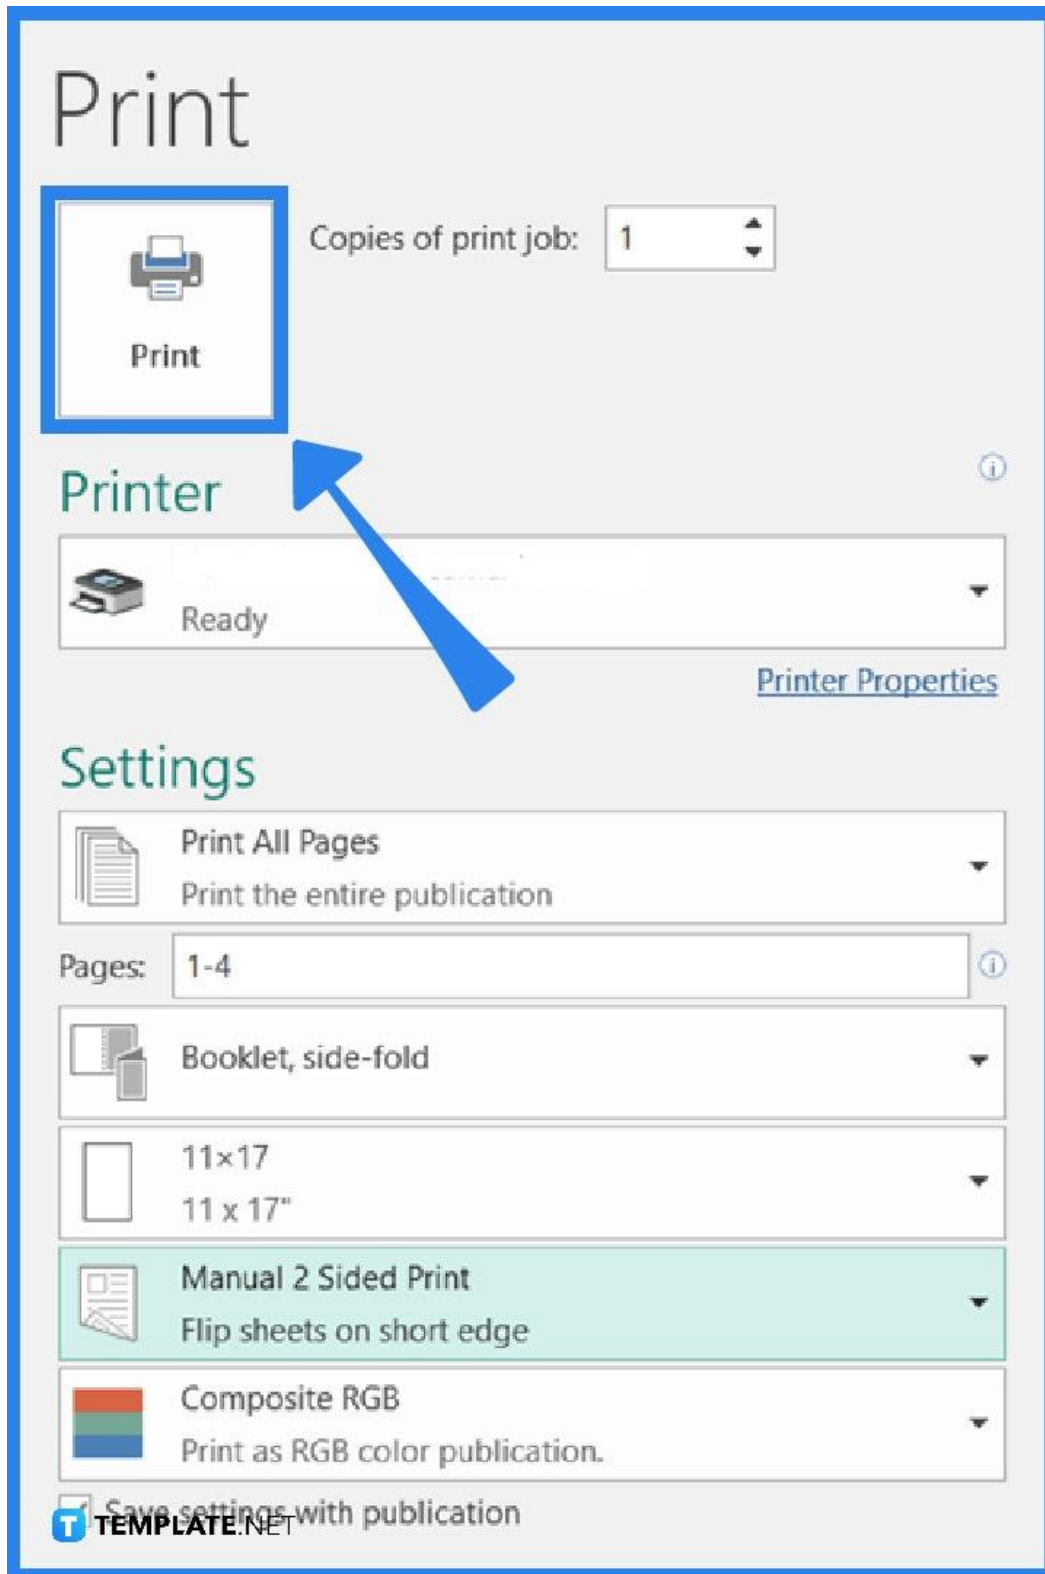 Print
Copies of print job: 1
Print
Printer
Ready
Printer Properties
Settings
Print All Pages
Print the entire publication
Pages: 1-4
Booklet, side-fold
11×17
11 x 17"
Manual 2 Sided Print
Flip sheets on short edge
Composite RGB
Print as RGB color publication.
Save settings with publication
T TEMPLATE.NET